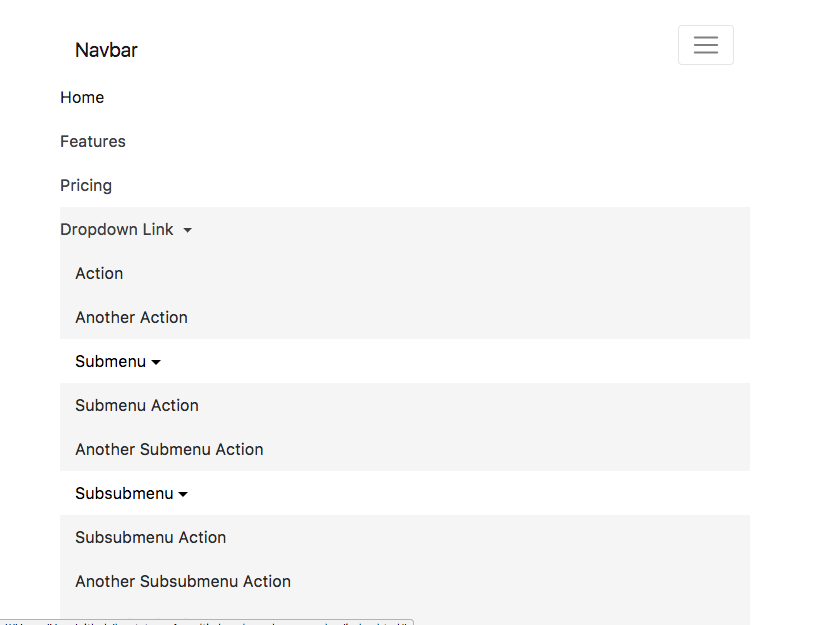 Navbar
Home
Features
Pricing
Dropdown Link
Action
Another Action
Submenu
Submenu Action
Another Submenu Action
Subsubmenu
Subsubmenu Action
Another Subsubmenu Action